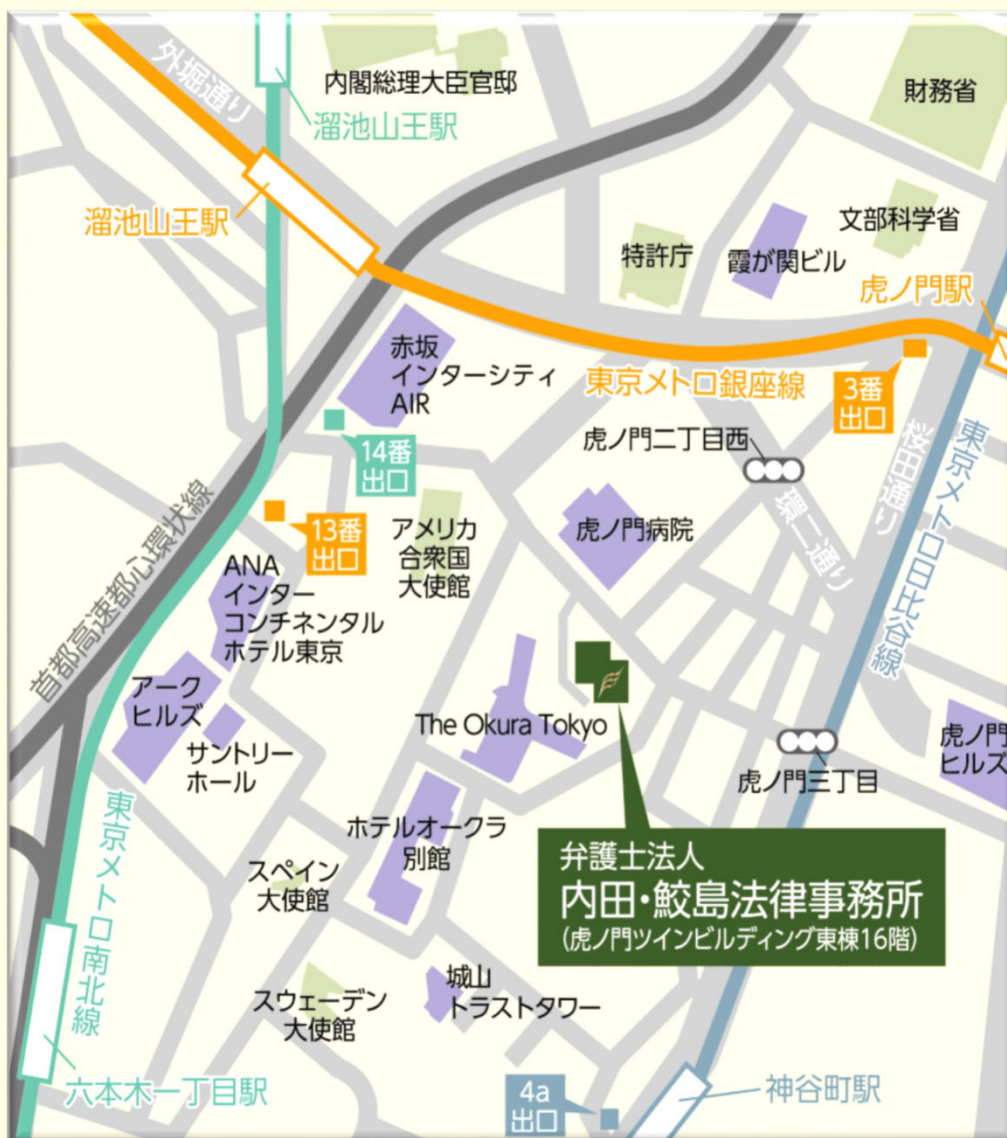 外堀通り
内閣総理大臣官邸
財務省
溜池山王駅
溜池山王駅
文部科学省
特許庁
霞が関ビル
虎ノ門駅
赤坂
インターシティ
AIR
東京メトロ銀座線
3番
出口
虎ノ門二丁目西
桜田通り
東京メトロ日比谷線
14番
出口
環二通り
首都高速都心環状線
13番
出口
アメリカ
合衆国
大使館
虎ノ門病院
ANA
インター
コンチネンタル
ホテル東京
アーク
ヒルズ
サントリー
ホール
The Okura Tokyo
虎ノ門
ヒルズ
虎ノ門三丁目
東京メトロ南北線
ホテルオークラ
別館
スペイン
大使館
弁護士法人
内田・鮫島法律事務所
(虎ノ門ツインビルディング東棟16階)
城山
トラストタワー
スウェーデン
大使館
六本木一丁目駅
4a
出口
神谷町駅